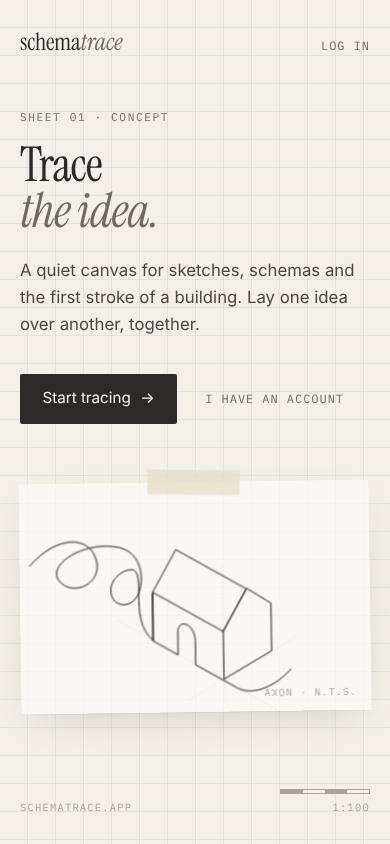 schematrace
LOG IN
SHEET 01 · CONCEPT
Trace
the idea.
A quiet canvas for sketches, schemas and
the first stroke of a building. Lay one idea
over another, together.
Start tracing →
I HAVE AN ACCOUNT
AXON · N.T.S.
SCHEMATRACE.APP
1:100